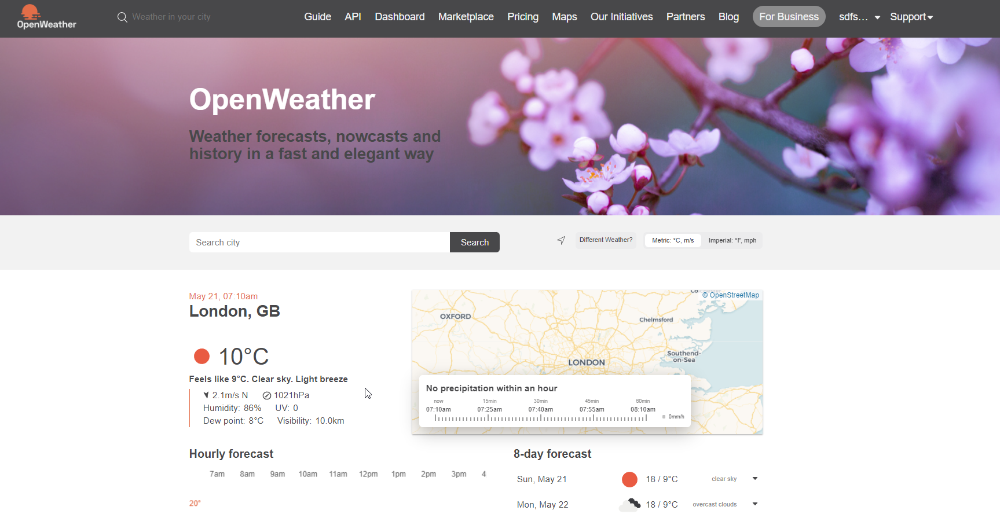 OpenWeather
Weather in your city
Guide API Dashboard Marketplace Pricing Maps Our Initiatives Partners Blog For Business sdfs... Support
OpenWeather
Weather forecasts, nowcasts and
history in a fast and elegant way
Search city
Search
Different Weather?
Metric: °C, m/s
Imperial: °F, mph
May 21, 07:10am
London, GB
10°C
Feels like 9°C. Clear sky. Light breeze
2.1m/s N 1021hPa
Humidity: 86% UV: 0
Dew point: 8°C Visibility: 10.0km
© OpenStreetMap
OXFORD
Chelmsford
Southend-
on-Sea
LONDON
No precipitation within an hour
now 15min 30min 45min 60min
07:10am 07:25am 07:40am 07:55am 08:10am
0mm/h
Hourly forecast
7am 8am 9am 10am 11am 12pm 1pm 2pm 3pm 4
20°
8-day forecast
Sun, May 21 18 / 9°C clear sky
Mon, May 22 18 / 9°C overcast clouds